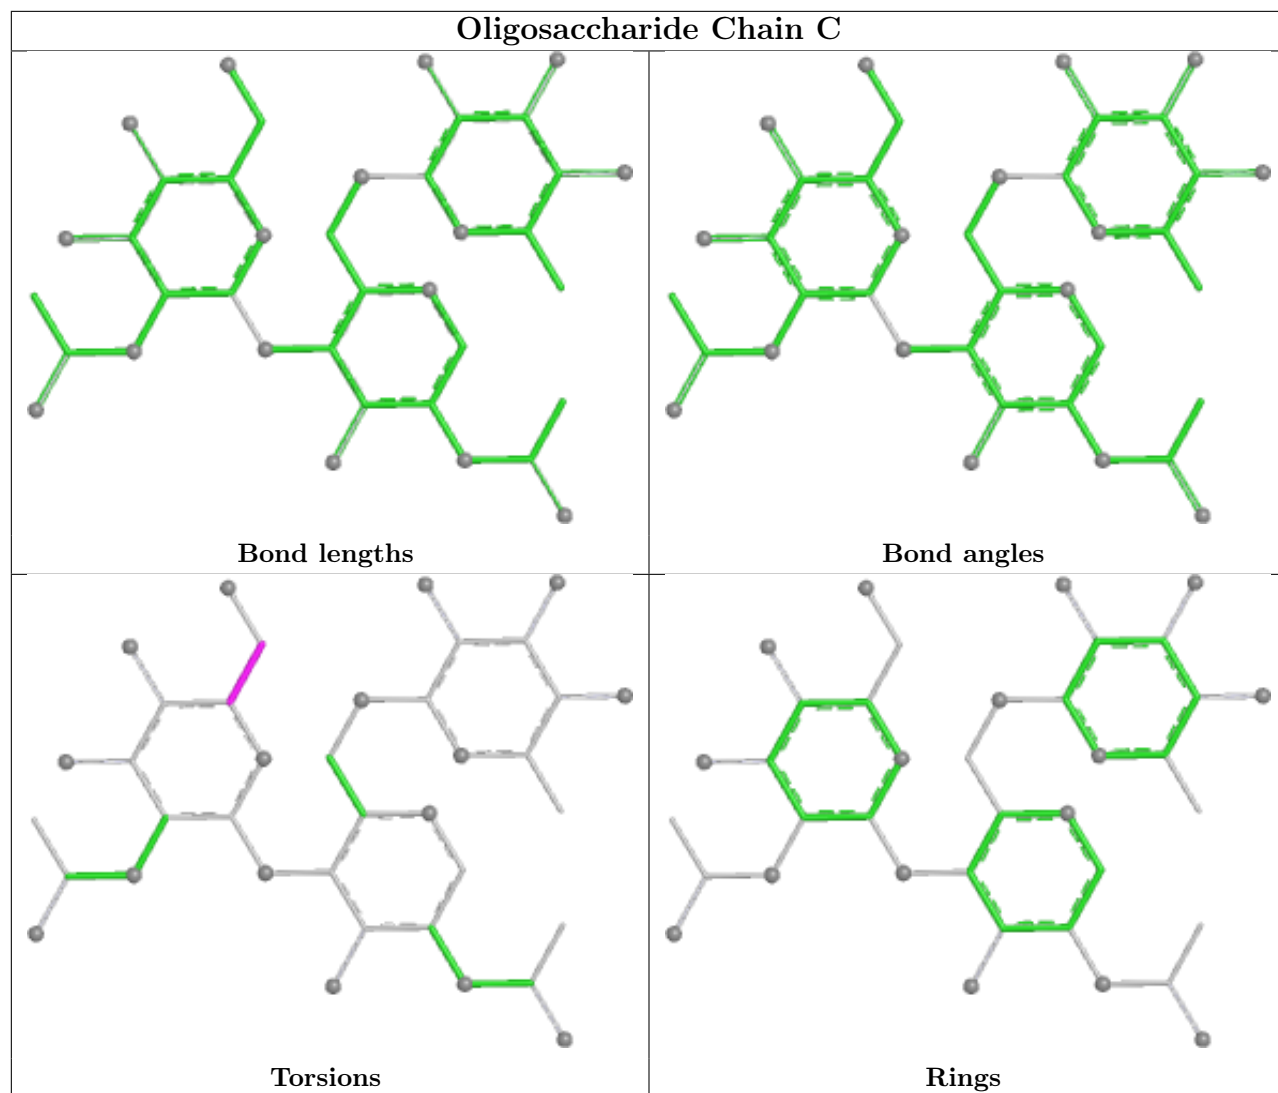 Oligosaccharide Chain C
Bond lengths
Bond angles
Torsions
Rings